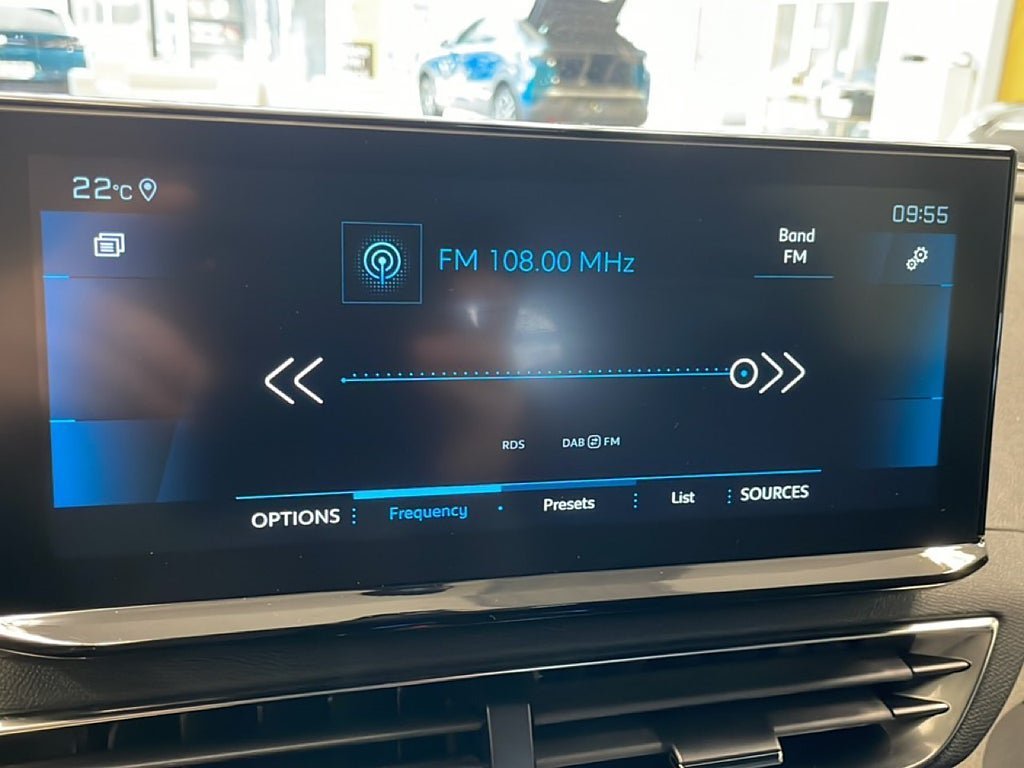 22°C
09:55
FM 108.00 MHz
Band
FM
RDS
DAB FM
OPTIONS Frequency Presets List SOURCES